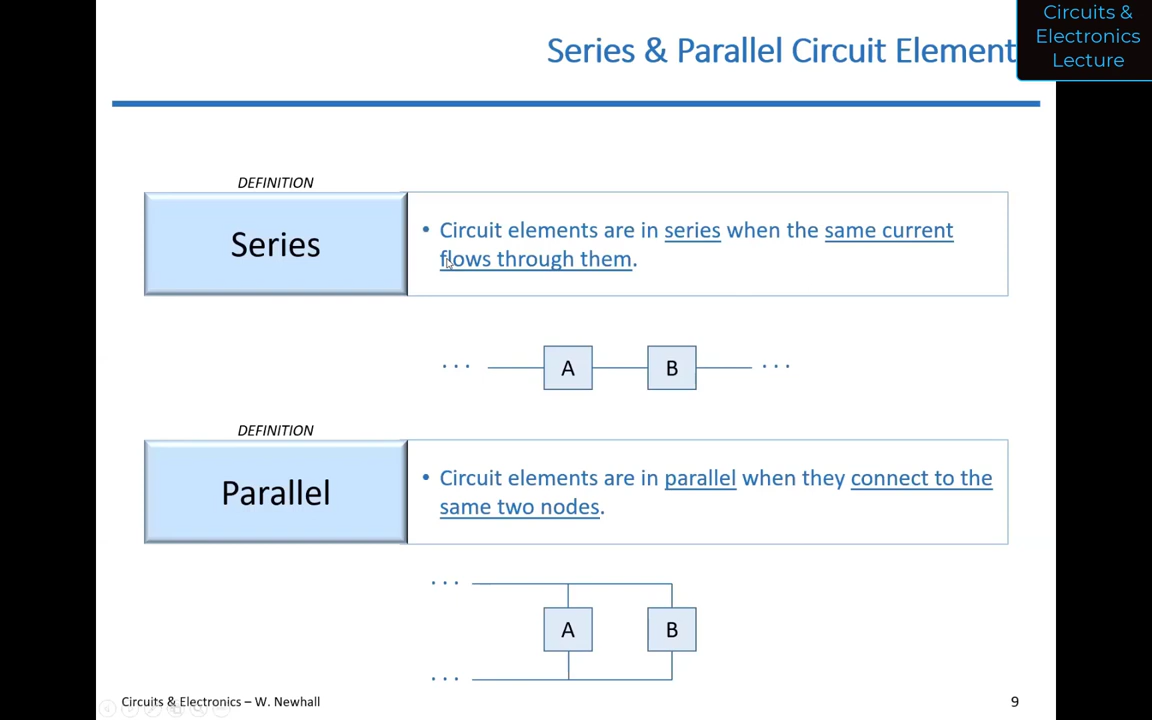 Circuits &
Electronics
Lecture
Series & Parallel Circuit Element
DEFINITION
Series
• Circuit elements are in series when the same current
flows through them.
. . . A B . . .
DEFINITION
Parallel
• Circuit elements are in parallel when they connect to the
same two nodes.
. . .
A B
. . .
Circuits & Electronics – W. Newhall
9